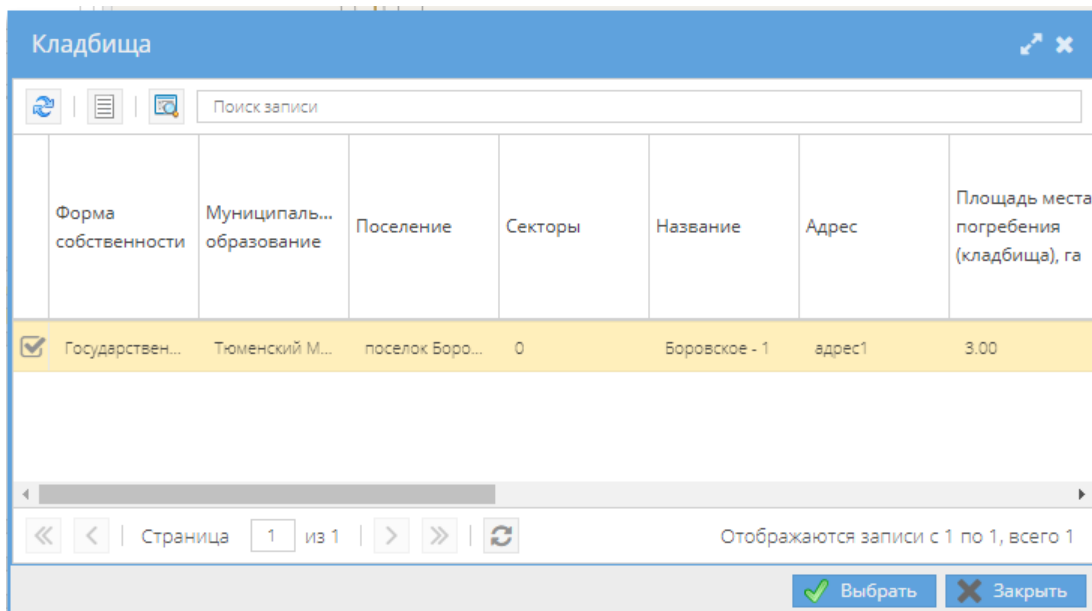 Кладбища
Поиск записи
Форма собственности
Муниципаль... образование
Поселение
Секторы
Название
Адрес
Площадь места погребения (кладбища), га
Государствен...
Тюменский М...
поселок Боро...
0
Боровское - 1
адрес1
3.00
Страница 1 из 1
Отображаются записи с 1 по 1, всего 1
Выбрать
Закрыть